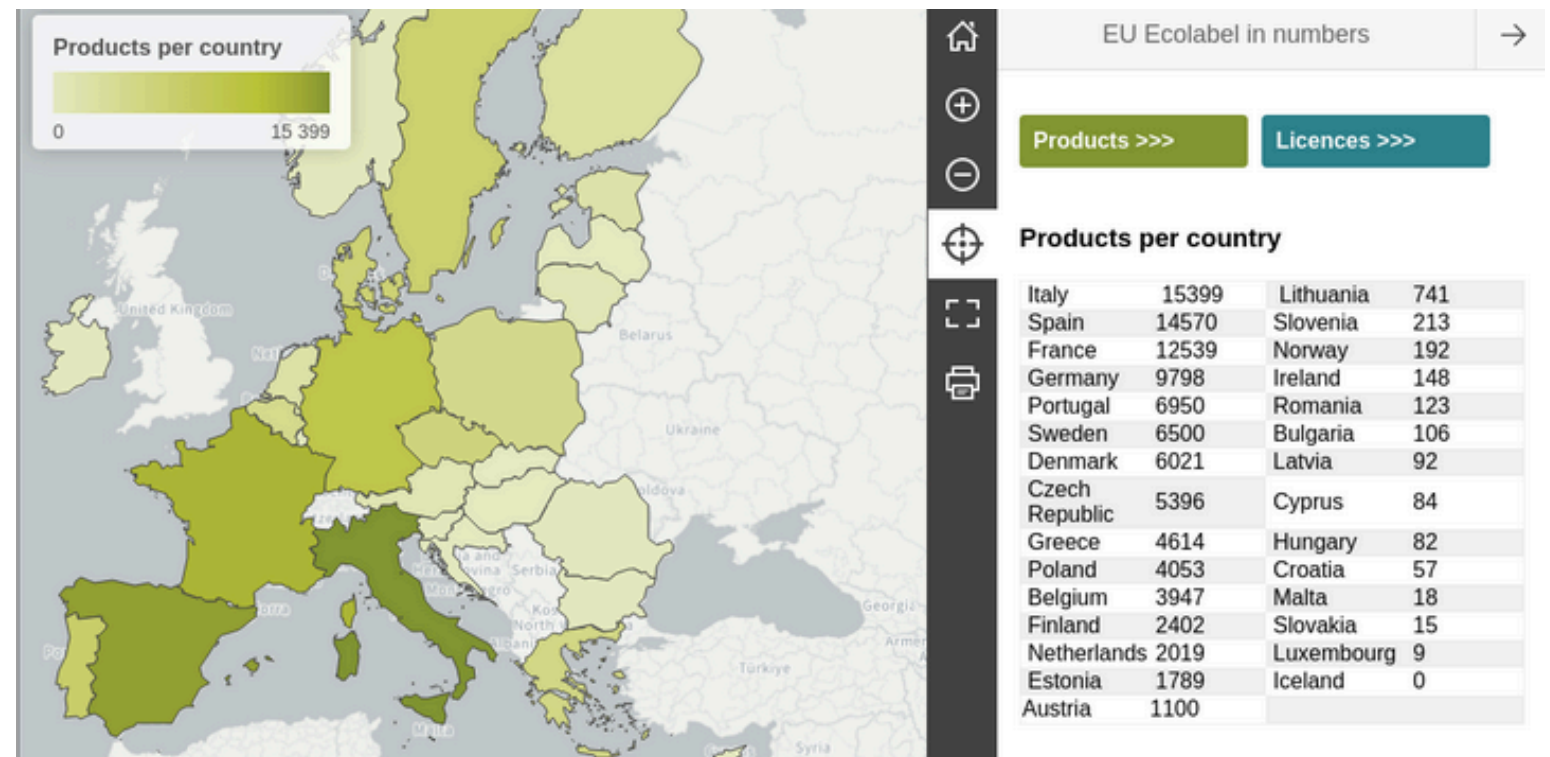 Products per country
0 15 399
United Kingdom
Belarus
Ukraine
Georgia
Türkiye
Syria
Malta
Serbia
EU Ecolabel in numbers
Products >>> Licences >>>
Products per country
Italy 15399 Lithuania 741
Spain 14570 Slovenia 213
France 12539 Norway 192
Germany 9798 Ireland 148
Portugal 6950 Romania 123
Sweden 6500 Bulgaria 106
Denmark 6021 Latvia 92
Czech
Republic 5396 Cyprus 84
Greece 4614 Hungary 82
Poland 4053 Croatia 57
Belgium 3947 Malta 18
Finland 2402 Slovakia 15
Netherlands 2019 Luxembourg 9
Estonia 1789 Iceland 0
Austria 1100